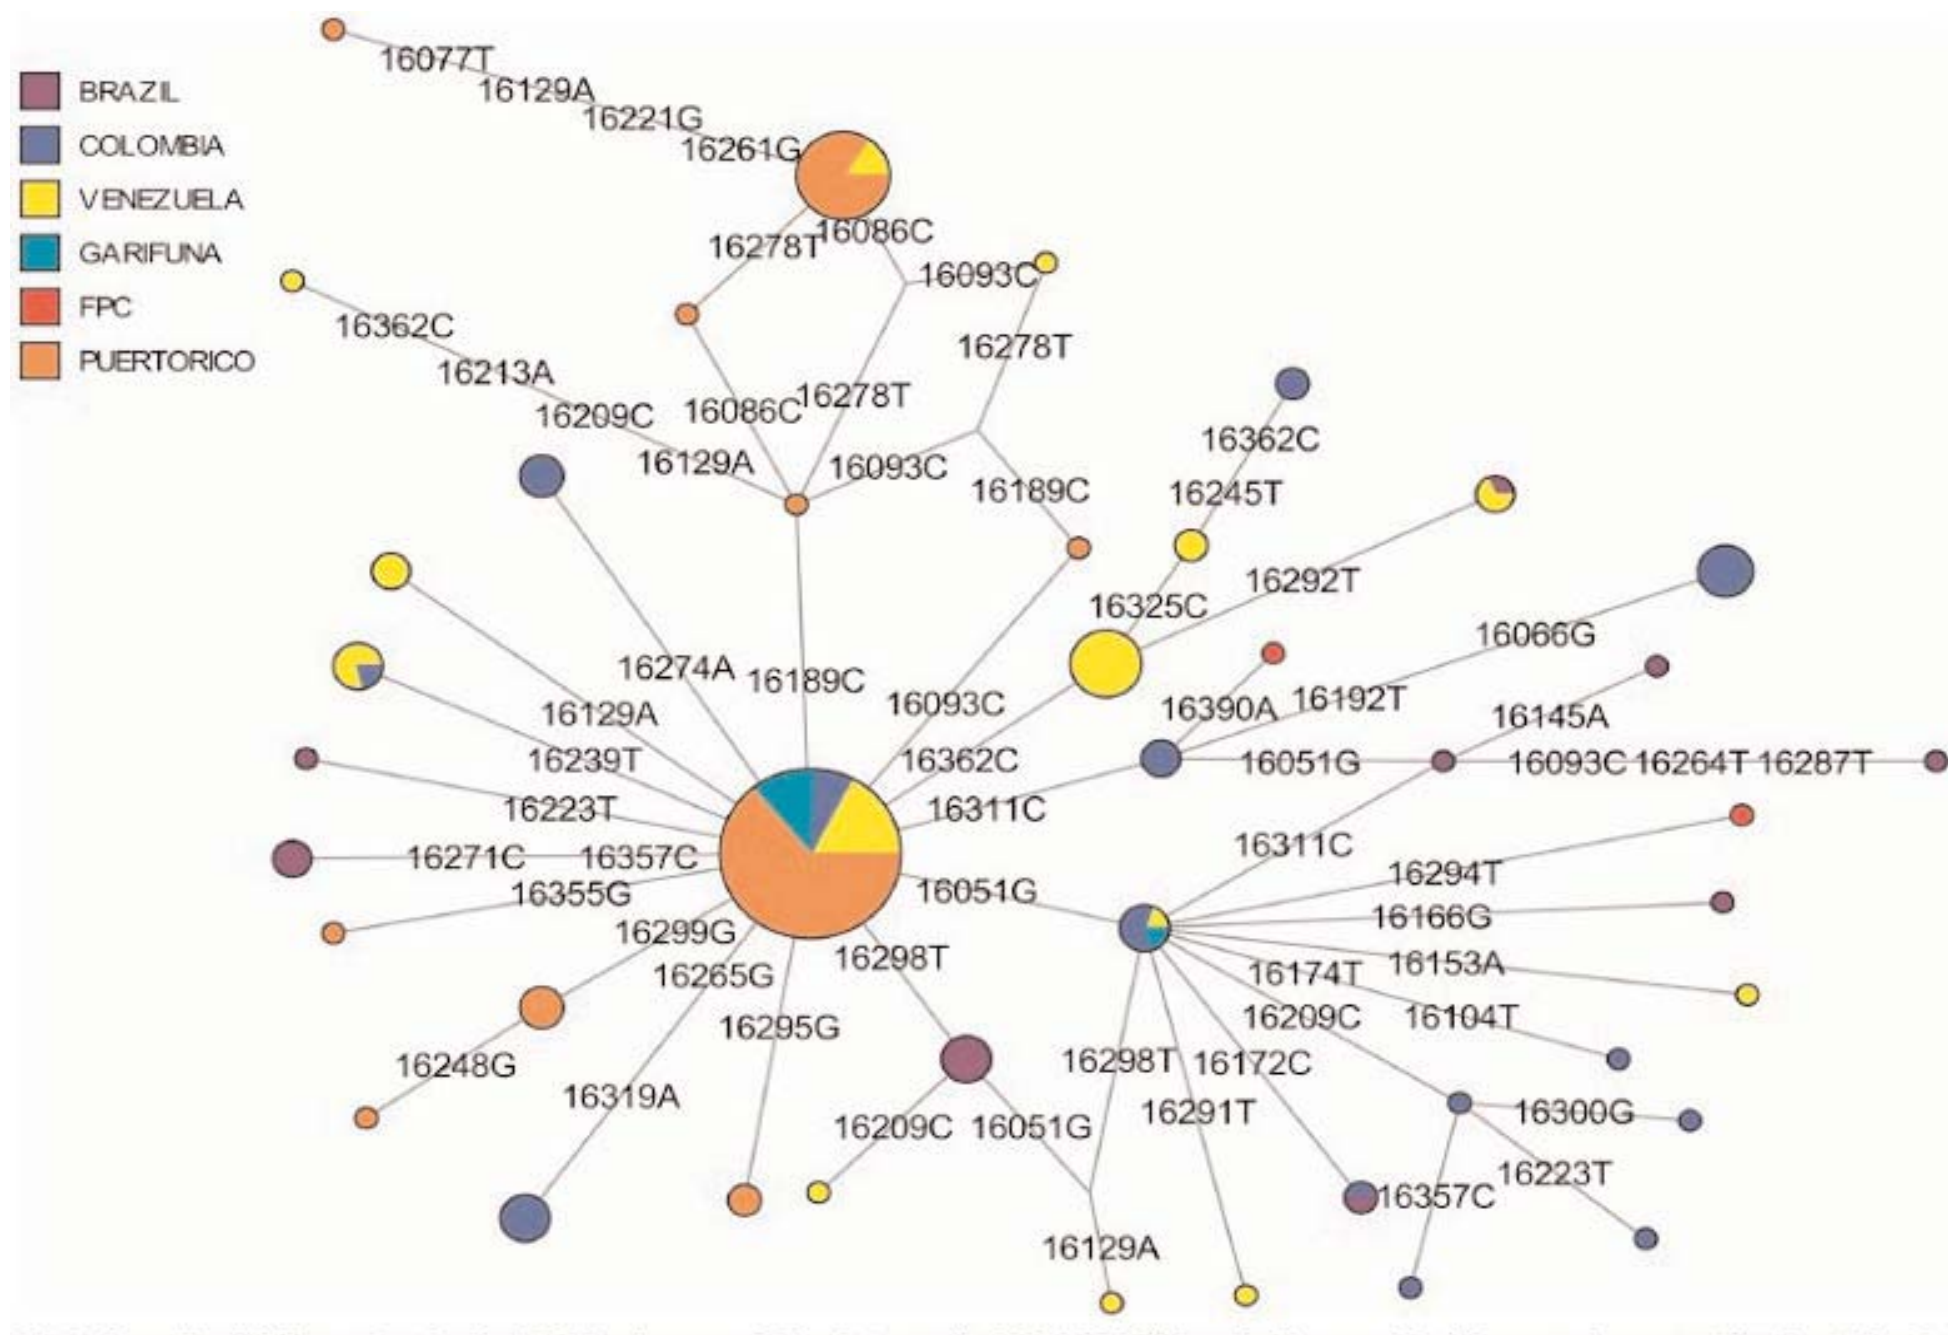 16077T
BRAZIL
16129A
16221G
COLOMBIA
16261G
VENEZUELA
16086C
16278T
GARIFUNA
16093C
FPC
16362C
16278T
PUERTORICO
16213A
16278T
16209C
16086C
16362C
16129A
16093C
16189C
16245T
16292T
16325C
16066G
16274A
16189C
16093C
16390A
16192T
16129A
16145A
16239T
16362C
16051G
16093C 16264T 16287T
16223T
16311C
16311C
16271C
16357C
16294T
16355G
16051G
16166G
16299G
16298T
16153A
16265G
16174T
16295G
16209C
16104T
16248G
16298T
16172C
16319A
16209C
16051G
16291T
16300G
16223T
16357C
16129A